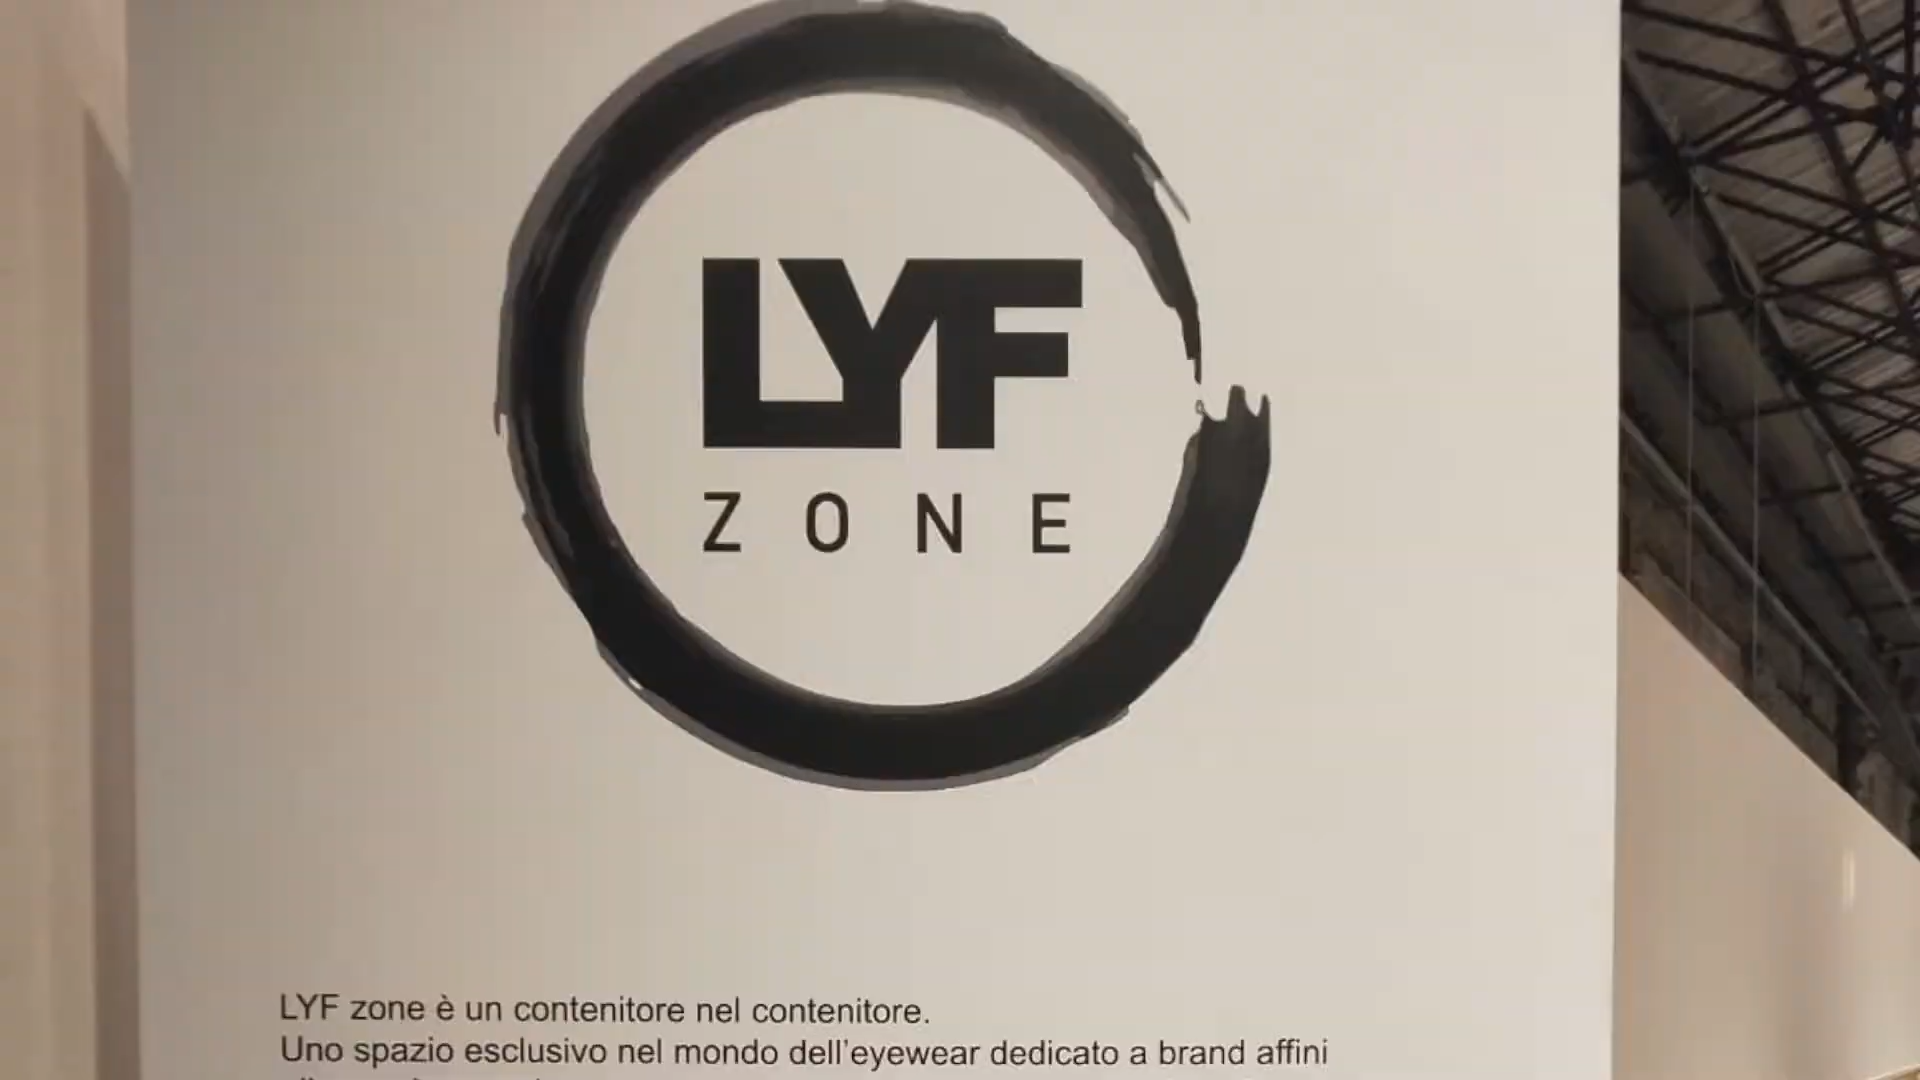 LYF
ZONE
LYF zone è un contenitore nel contenitore.
Uno spazio esclusivo nel mondo dell'eyewear dedicato a brand affini